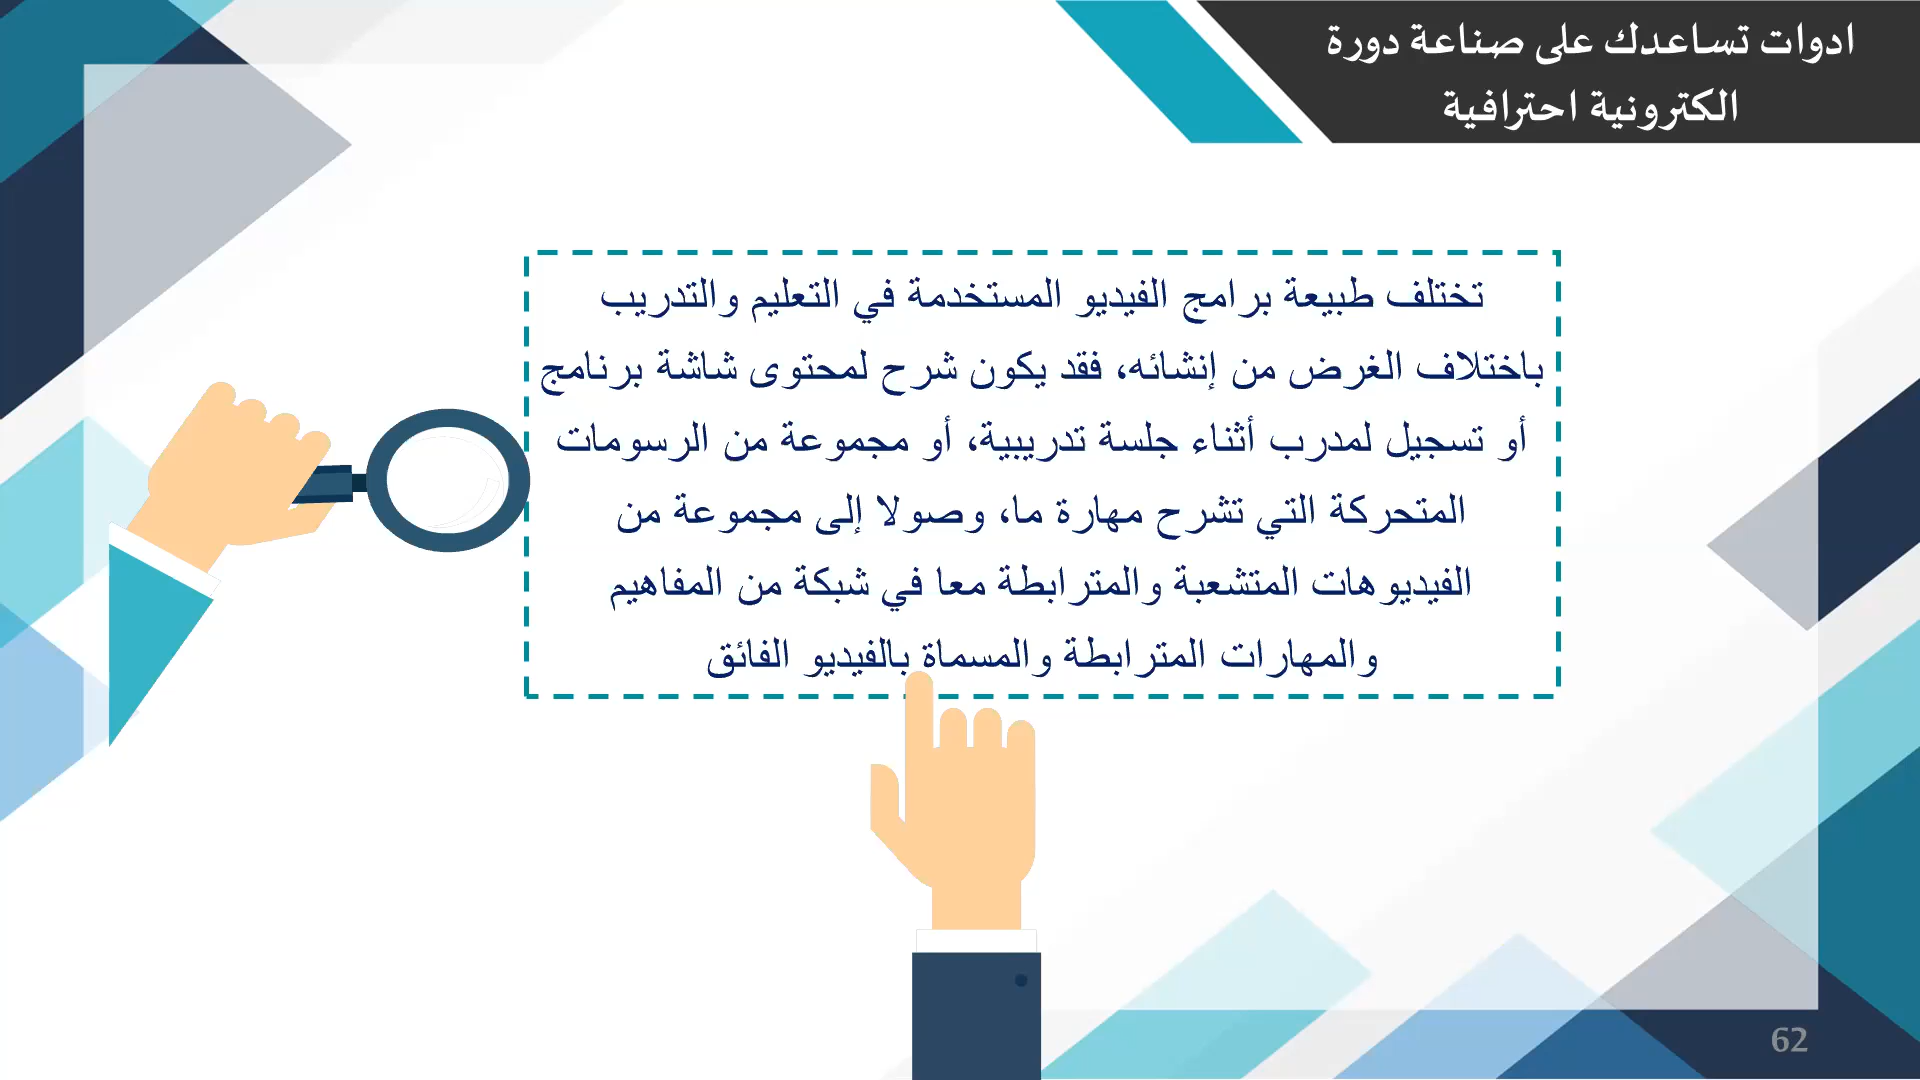 ادوات تساعدك على صناعة دورة
الكترونية احترافية
تختلف طبيعة برامج الفيديو المستخدمة في التعليم والتدريب
باختلاف الغرض من إنشائه، فقد يكون شرح لمحتوى شاشة برنامج
أو تسجيل لمدرب أثناء جلسة تدريبية، أو مجموعة من الرسومات
المتحركة التي تشرح مهارة ما، وصولا إلى مجموعة من
الفيديوهات المتشعبة والمترابطة معا في شبكة من المفاهيم
والمهارات المترابطة والمسماة بالفيديو الفائق
62